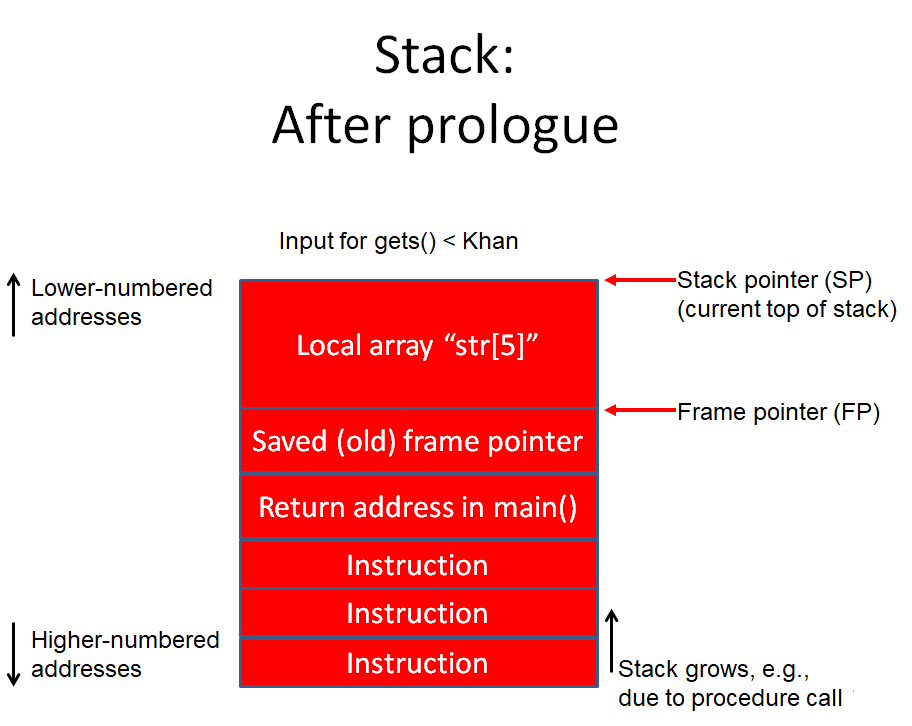 Stack:
After prologue
Input for gets() < Khan
Lower-numbered
addresses
Stack pointer (SP)
(current top of stack)
Local array “str[5]”
Frame pointer (FP)
Saved (old) frame pointer
Return address in main()
Instruction
Instruction
Instruction
Higher-numbered
addresses
Stack grows, e.g.,
due to procedure call